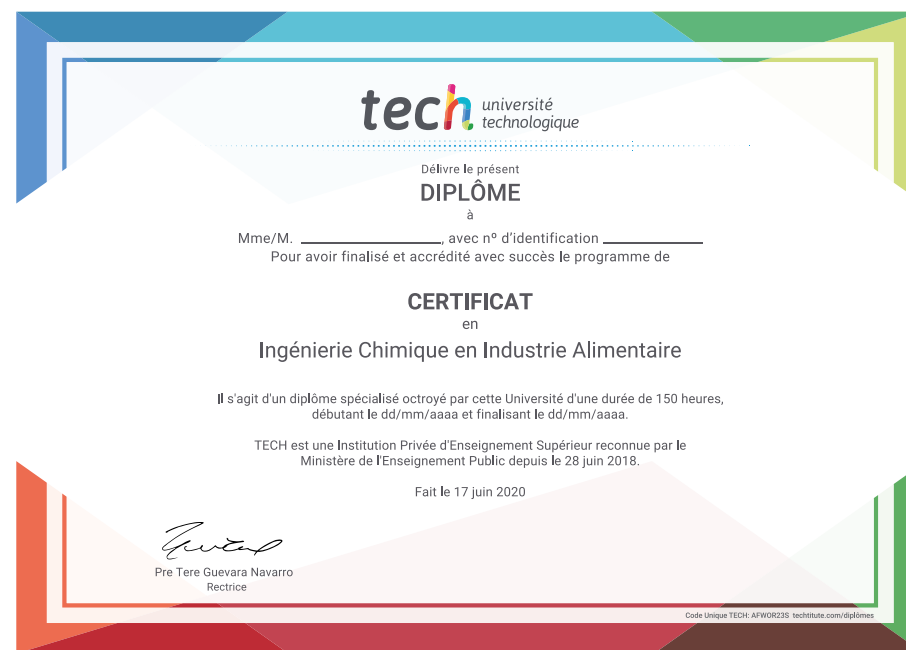 tech université
technologique
Délivre le présent
DIPLÔME
à
Mme/M. ____________________, avec nº d'identification ______________
Pour avoir finalisé et accrédité avec succès le programme de
CERTIFICAT
en
Ingénierie Chimique en Industrie Alimentaire
Il s'agit d'un diplôme spécialisé octroyé par cette Université d'une durée de 150 heures,
débutant le dd/mm/aaaa et finalisant le dd/mm/aaaa.
TECH est une Institution Privée d'Enseignement Supérieur reconnue par le
Ministère de l'Enseignement Public depuis le 28 juin 2018.
Fait le 17 juin 2020
Pre Tere Guevara Navarro
Rectrice
Code Unique TECH: AFWOR23S techtitute.com/diplômes